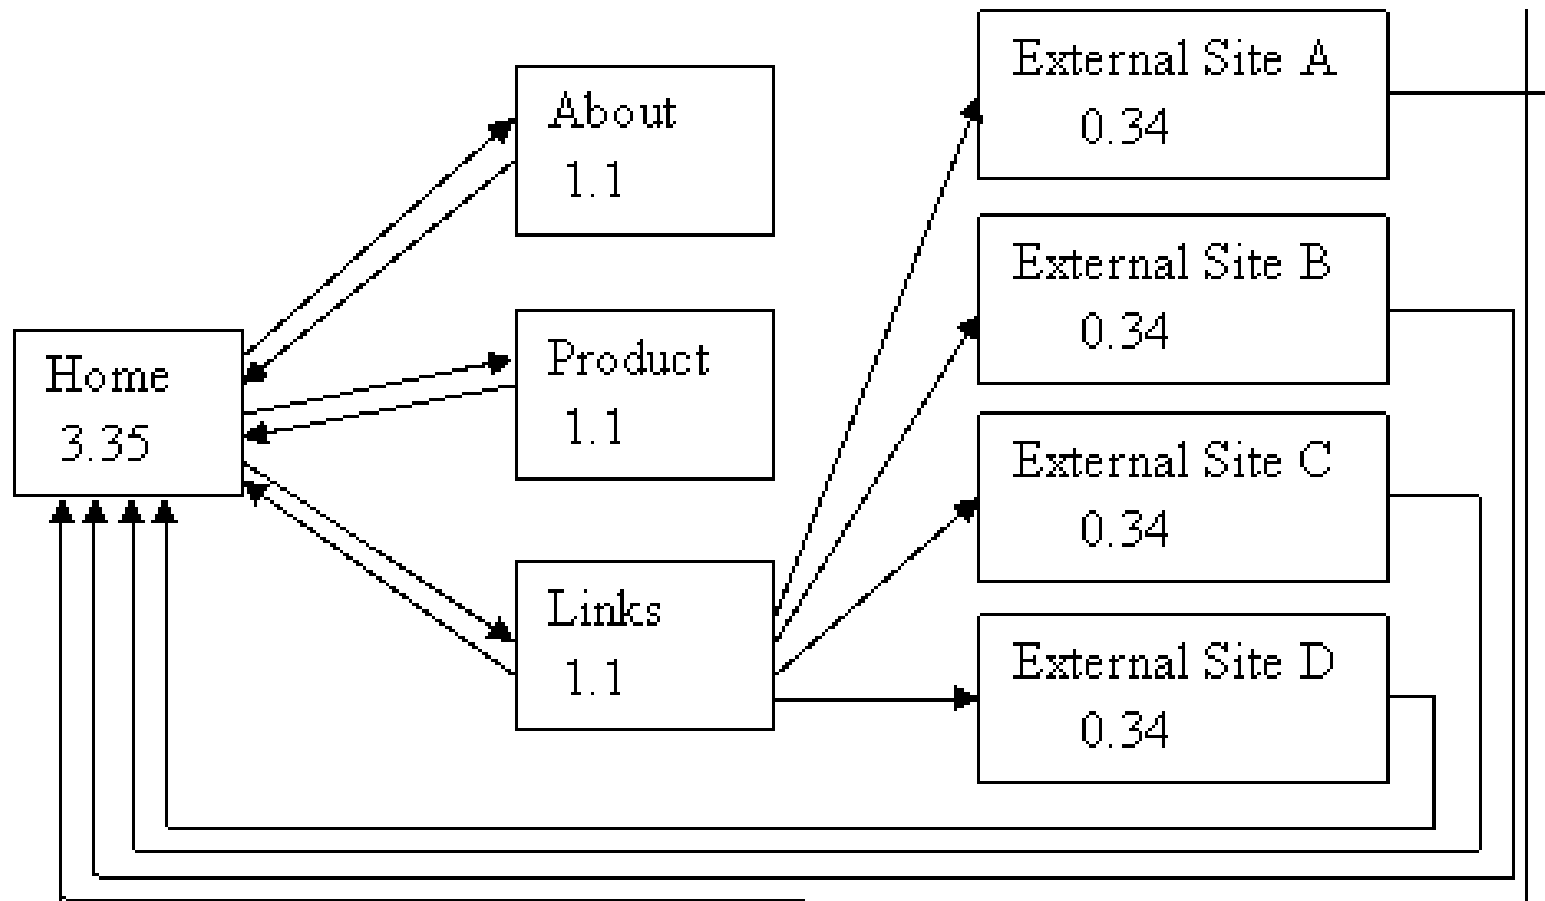 Home
3.35
About
1.1
Product
1.1
Links
1.1
External Site A
0.34
External Site B
0.34
External Site C
0.34
External Site D
0.34